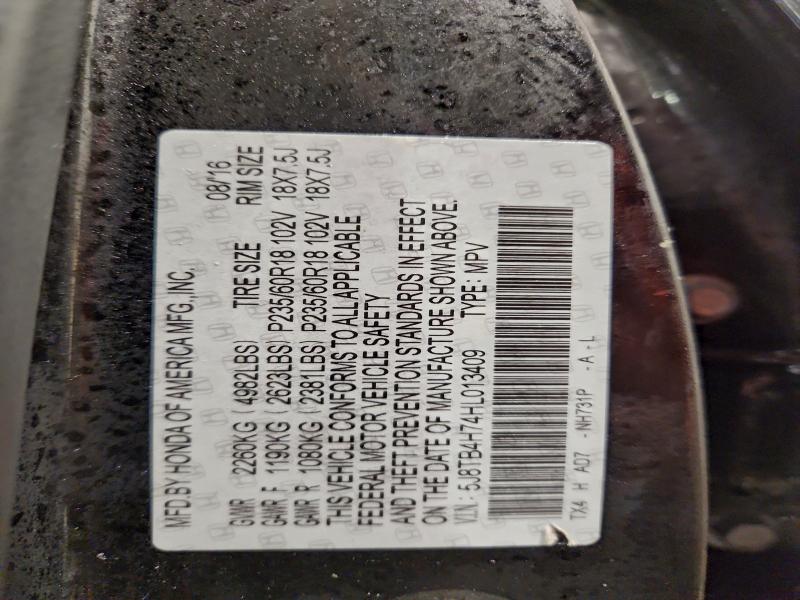 MFD.BY HONDA OF AMERICA MFG.,INC. 08/16
GVWR 2260KG (4982LBS) TIRE SIZE RIM SIZE
GAWR F 1190KG (2623LBS) P235/60R18 102V 18X7.5J
GAWR R 1080KG (2381LBS) P235/60R18 102V 18X7.5J
THIS VEHICLE CONFORMS TO ALL APPLICABLE
FEDERAL MOTOR VEHICLE SAFETY
AND THEFT PREVENTION STANDARDS IN EFFECT
ON THE DATE OF MANUFACTURE SHOWN ABOVE.
V.I.N.: 5J8TB4H74HL013409 TYPE: MPV
TX4 H A07 -NH731P -A-L